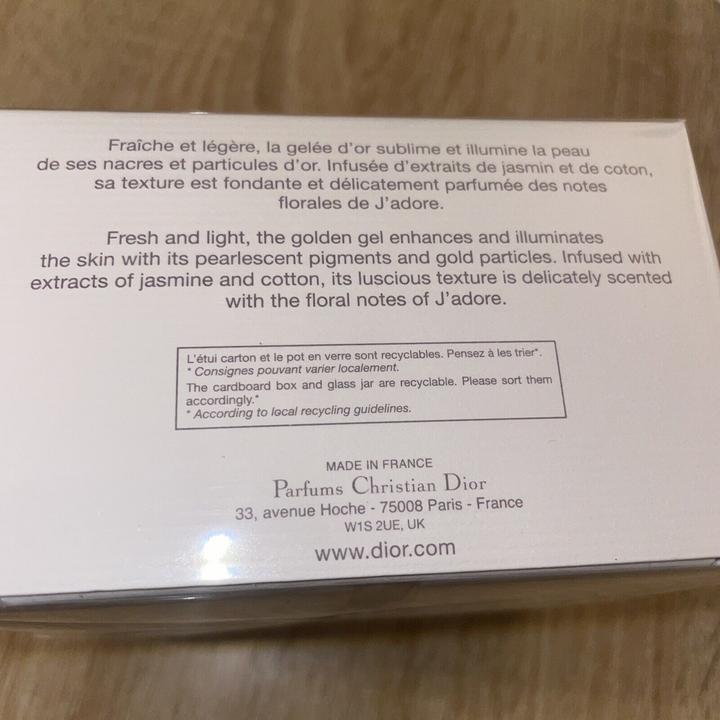 Fraîche et légère, la gelée d'or sublime et illumine la peau
de ses nacres et particules d'or. Infusée d'extraits de jasmin et de coton,
sa texture est fondante et délicatement parfumée des notes
florales de J'adore.
Fresh and light, the golden gel enhances and illuminates
the skin with its pearlescent pigments and gold particles. Infused with
extracts of jasmine and cotton, its luscious texture is delicately scented
with the floral notes of J'adore.
L'étui carton et le pot en verre sont recyclables. Pensez à les trier*.
* Consignes pouvant varier localement.
The cardboard box and glass jar are recyclable. Please sort them
accordingly.*
* According to local recycling guidelines.
MADE IN FRANCE
Parfums Christian Dior
33, avenue Hoche - 75008 Paris - France
W1S 2UE, UK
www.dior.com